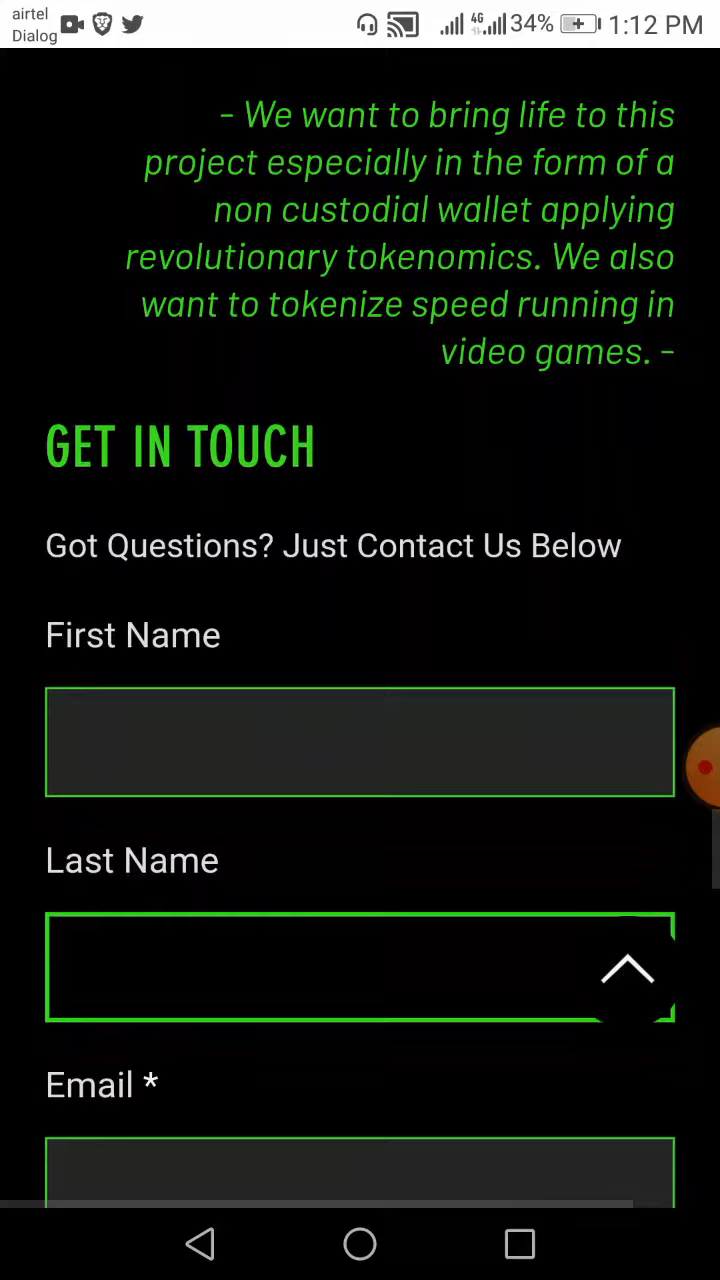 airtel
Dialog
4G
34%
1:12 PM
- We want to bring life to this
project especially in the form of a
non custodial wallet applying
revolutionary tokenomics. We also
want to tokenize speed running in
video games. -
GET IN TOUCH
Got Questions? Just Contact Us Below
First Name
Last Name
Email *